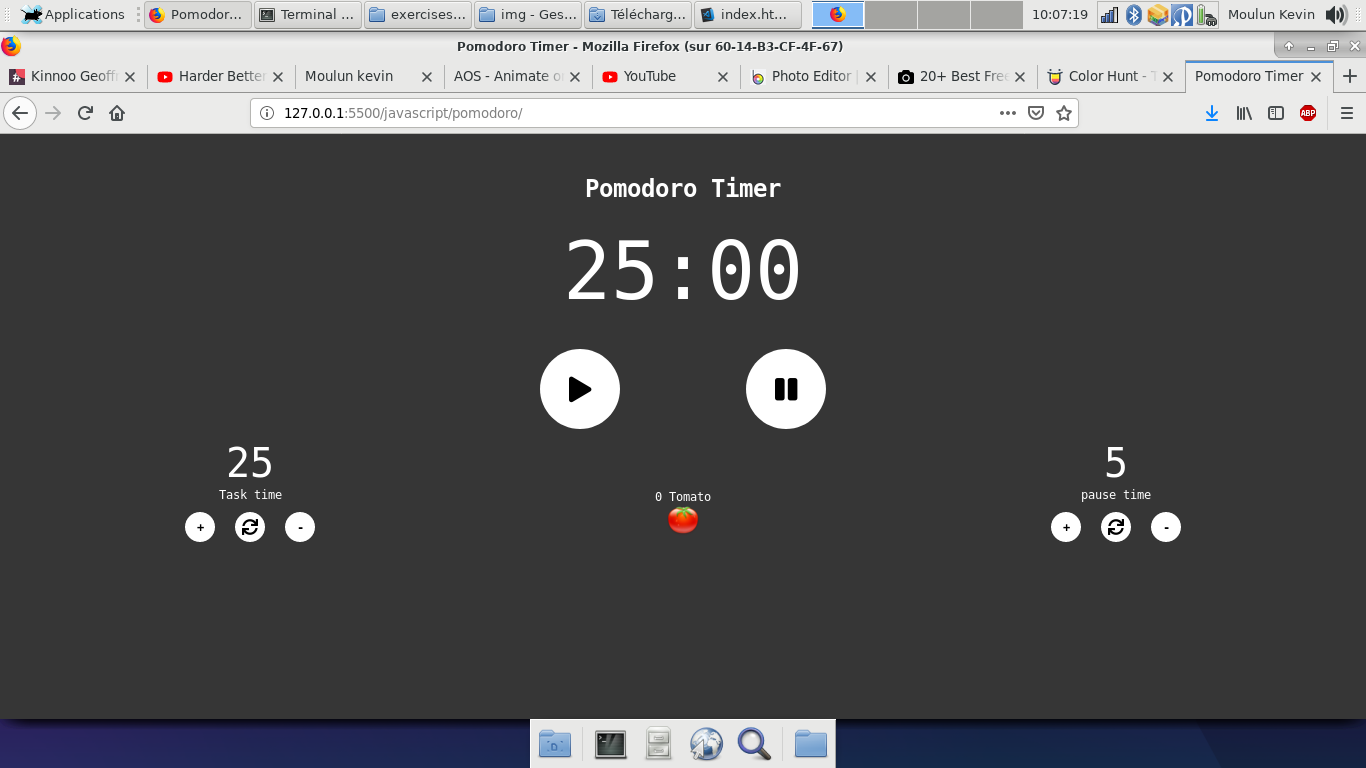 Applications Pomodor... Terminal ... exercises... img - Ges... Télécharg... index.ht... 10:07:19 Moulun Kevin
Pomodoro Timer - Mozilla Firefox (sur 60-14-B3-CF-4F-67)
Kinnoo Geoffr Harder Better Moulun kevin AOS - Animate o YouTube Photo Editor | 20+ Best Free Color Hunt - T Pomodoro Timer
127.0.0.1:5500/javascript/pomodoro/ ABP
Pomodoro Timer
25:00
25
Task time
+ -
0 Tomato
5
pause time
+ -